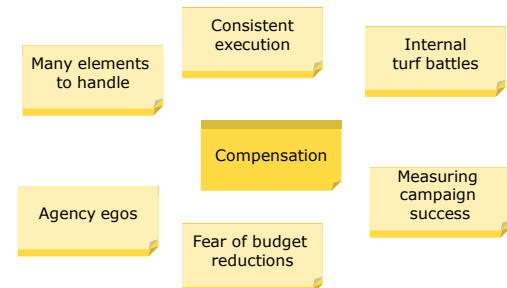 Consistent
execution
Many elements
to handle
Internal
turf battles
Compensation
Agency egos
Measuring
campaign
success
Fear of budget
reductions